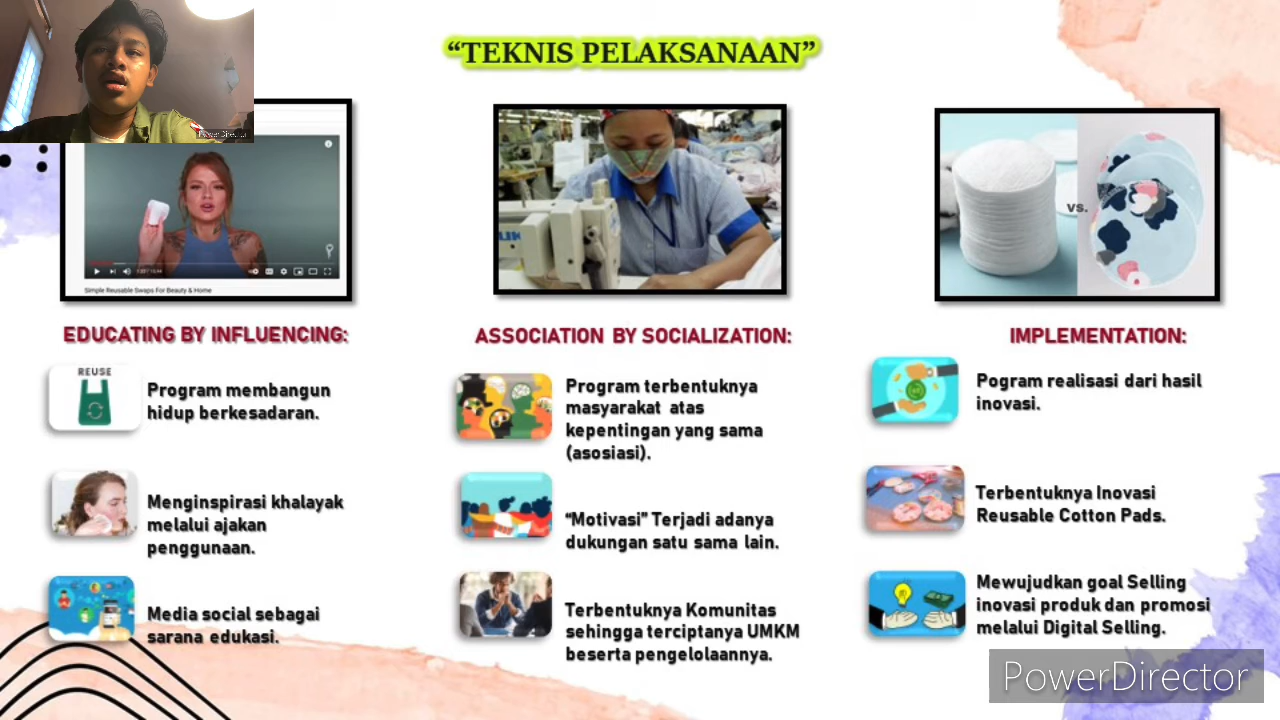 “TEKNIS PELAKSANAAN”
PowerDirector
vs.
Simple Reusable Swaps For Beauty & Home
EDUCATING BY INFLUENCING:
REUSE
Program membangun
hidup berkesadaran.
Menginspirasi khalayak
melalui ajakan
penggunaan.
Media social sebagai
sarana edukasi.
ASSOCIATION BY SOCIALIZATION:
Program terbentuknya
masyarakat atas
kepentingan yang sama
(asosiasi).
“Motivasi” Terjadi adanya
dukungan satu sama lain.
Terbentuknya Komunitas
sehingga terciptanya UMKM
beserta pengelolaannya.
IMPLEMENTATION:
Pogram realisasi dari hasil
inovasi.
Terbentuknya Inovasi
Reusable Cotton Pads.
Mewujudkan goal Selling
inovasi produk dan promosi
melalui Digital Selling.
PowerDirector